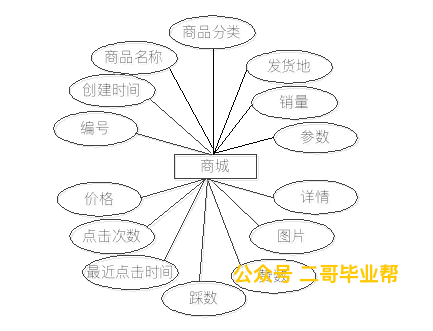 商品分类
商品名称
发货地
创建时间
销量
编号
参数
商城
价格
详情
点击次数
图片
最近点击时间
公众号 二哥毕业帮
踩数